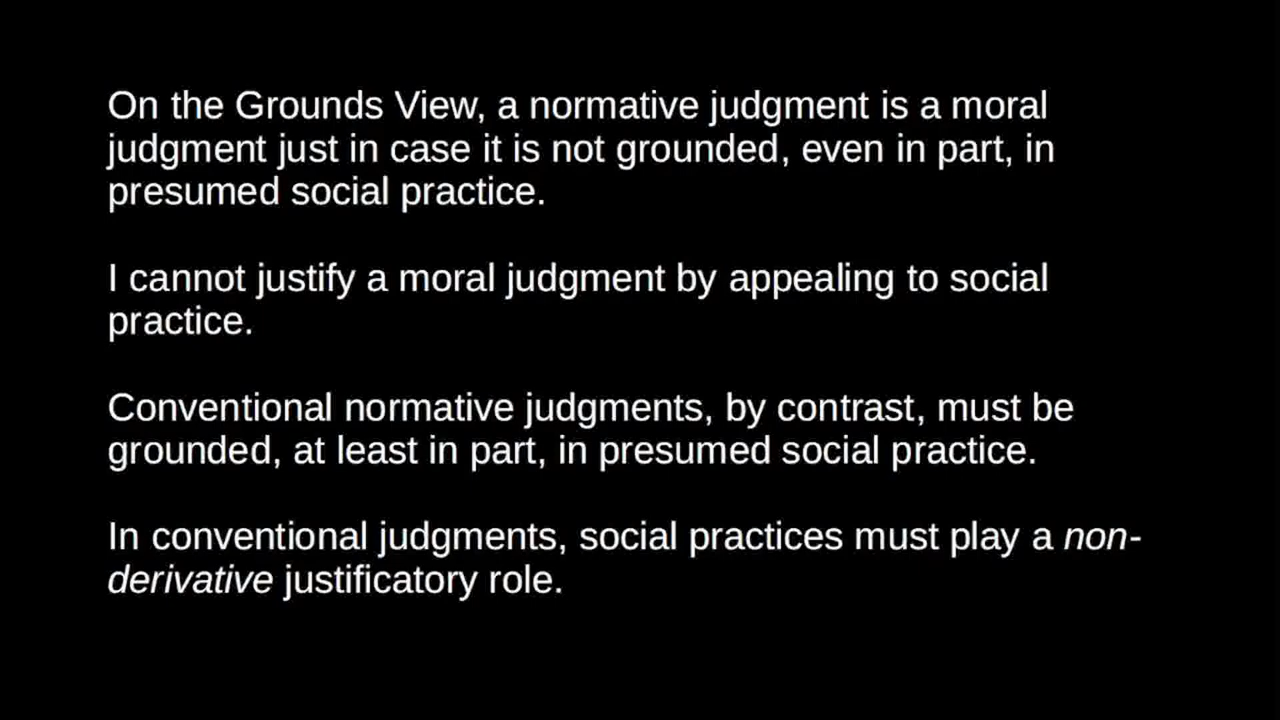 On the Grounds View, a normative judgment is a moral
judgment just in case it is not grounded, even in part, in
presumed social practice.
I cannot justify a moral judgment by appealing to social
practice.
Conventional normative judgments, by contrast, must be
grounded, at least in part, in presumed social practice.
In conventional judgments, social practices must play a non-
derivative justificatory role.